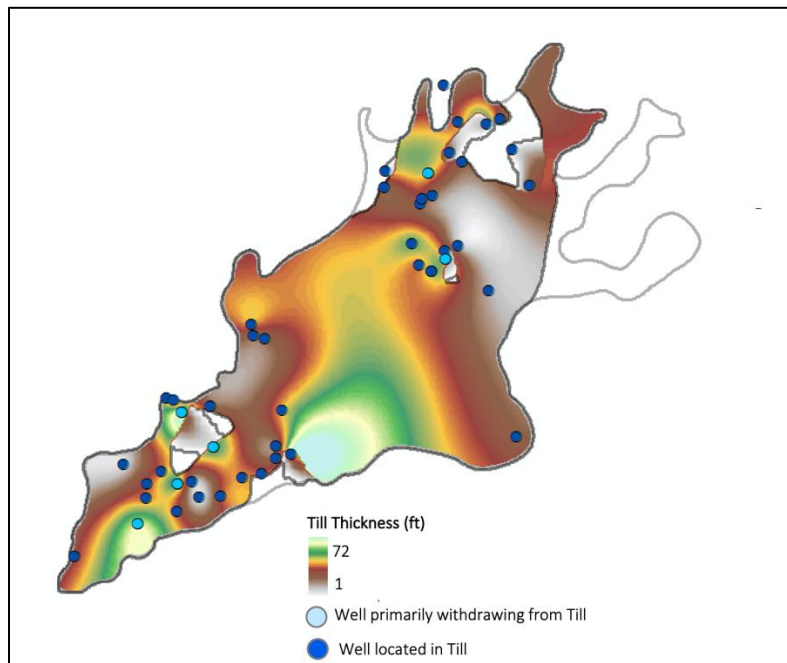 Till Thickness (ft)
72
1
Well primarily withdrawing from Till
Well located in Till